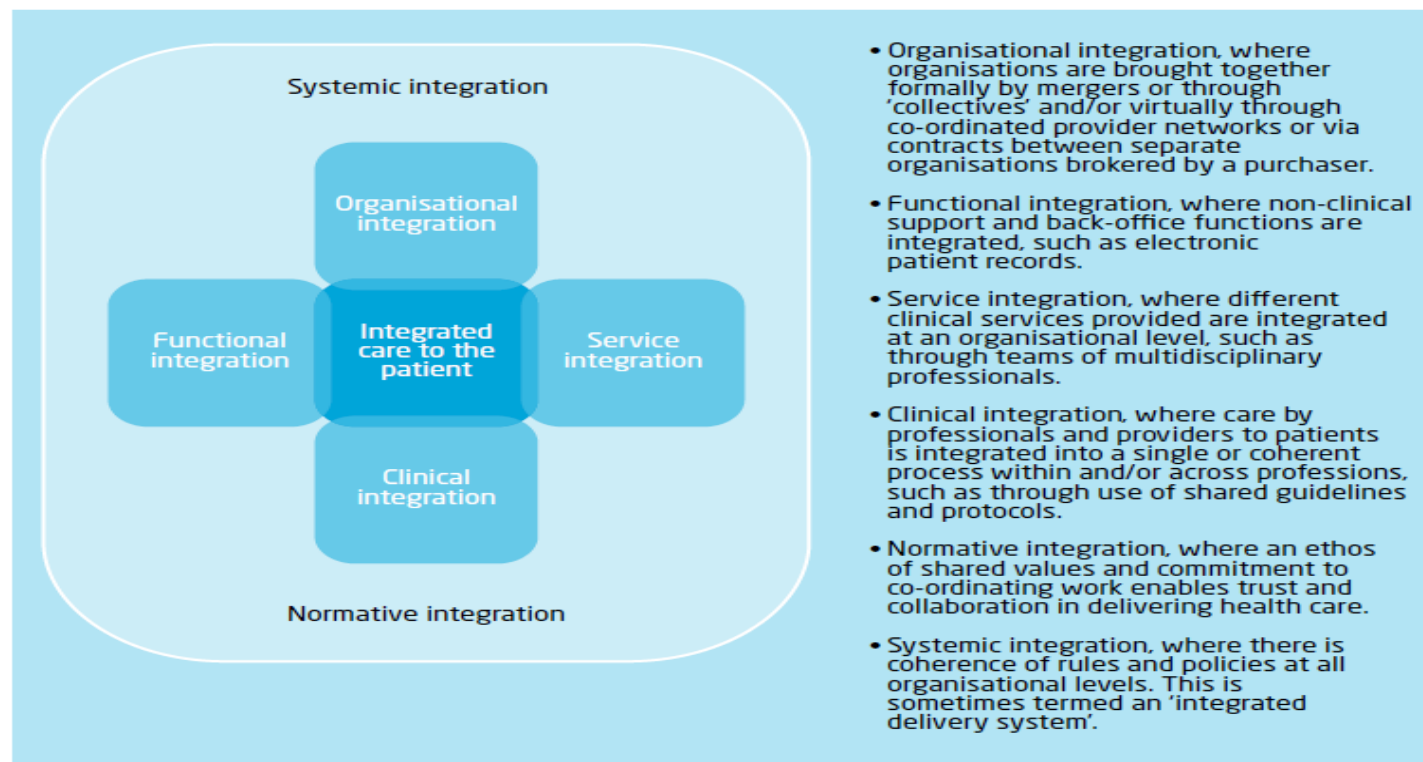 Systemic integration
Organisational
integration
Functional
integration
Integrated
care to the
patient
Service
integration
Clinical
integration
Normative integration
• Organisational integration, where
organisations are brought together
formally by mergers or through
‘collectives’ and/or virtually through
co-ordinated provider networks or via
contracts between separate
organisations brokered by a purchaser.
• Functional integration, where non-clinical
support and back-office functions are
integrated, such as electronic
patient records.
• Service integration, where different
clinical services provided are integrated
at an organisational level, such as
through teams of multidisciplinary
professionals.
• Clinical integration, where care by
professionals and providers to patients
is integrated into a single or coherent
process within and/or across professions,
such as through use of shared guidelines
and protocols.
• Normative integration, where an ethos
of shared values and commitment to
co-ordinating work enables trust and
collaboration in delivering health care.
• Systemic integration, where there is
coherence of rules and policies at all
organisational levels. This is
sometimes termed an ‘integrated
delivery system’.